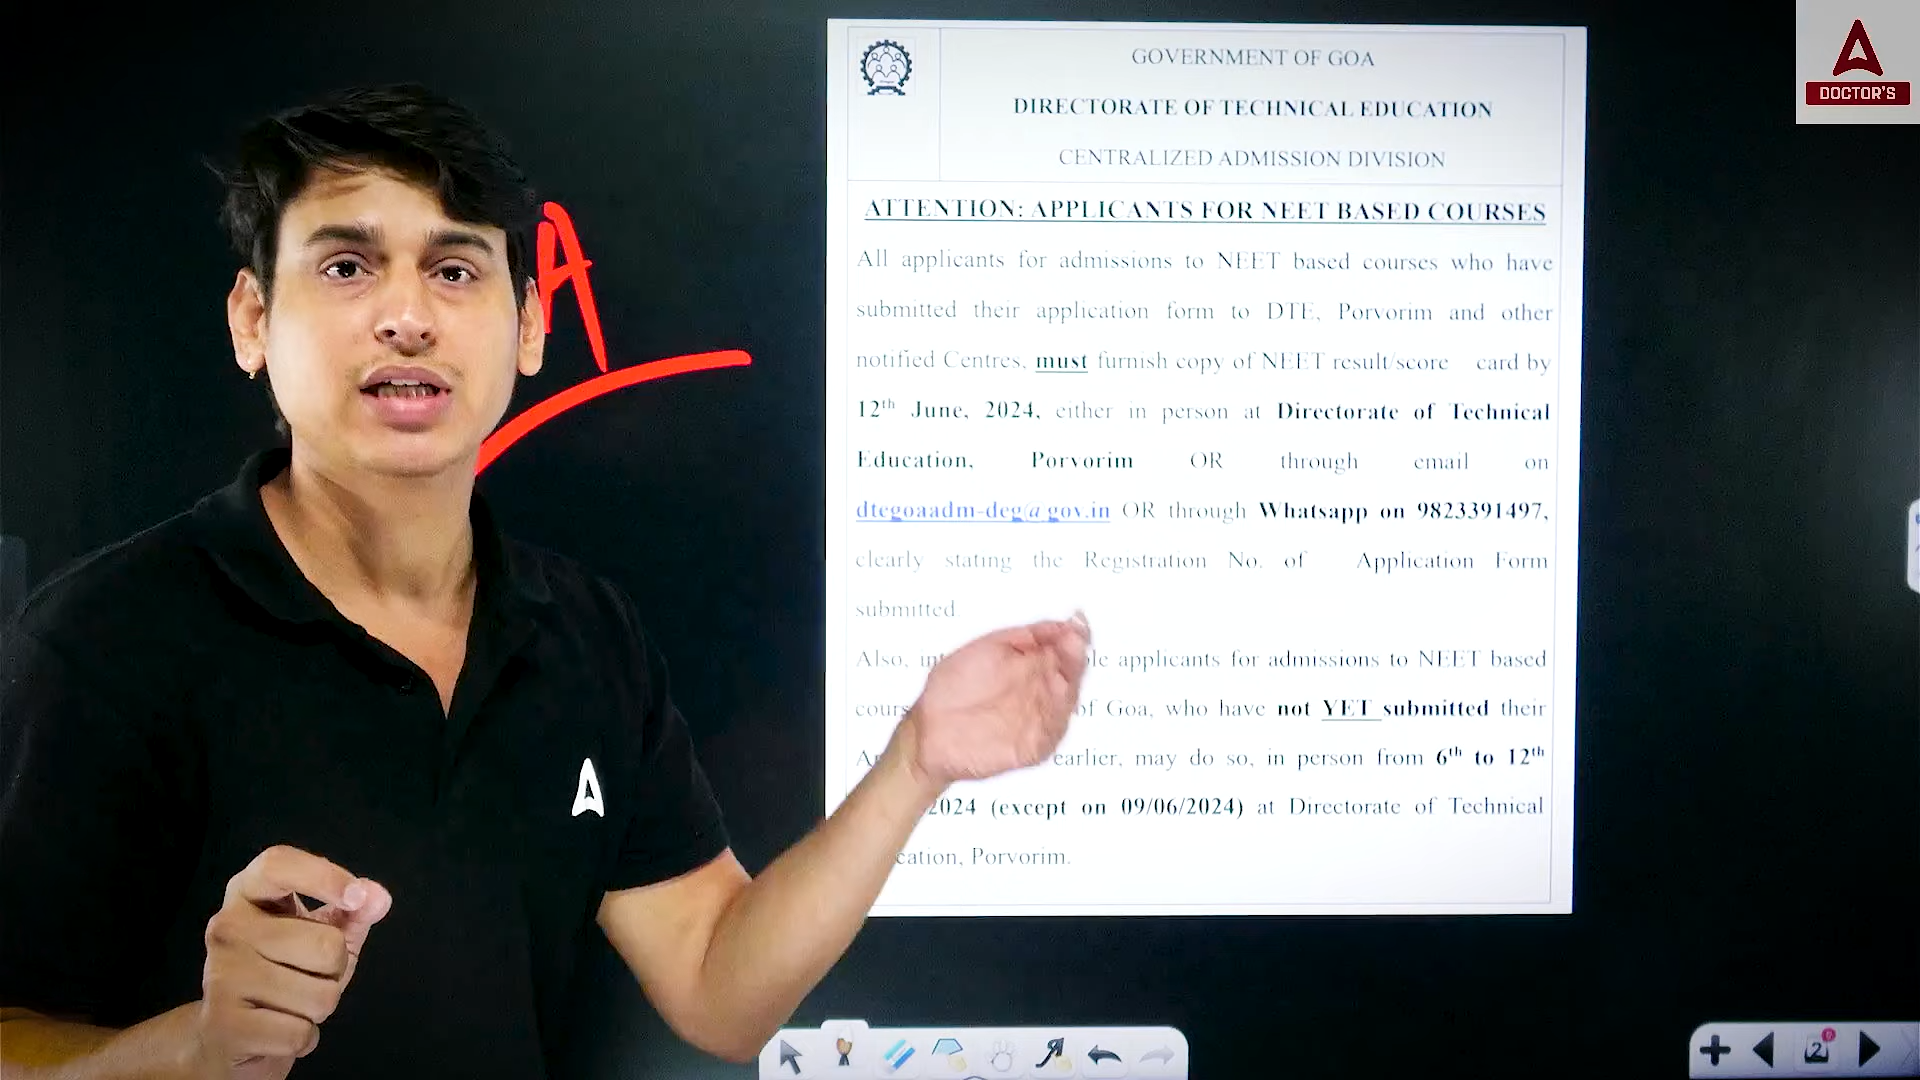 GOVERNMENT OF GOA
DIRECTORATE OF TECHNICAL EDUCATION
CENTRALIZED ADMISSION DIVISION
ATTENTION: APPLICANTS FOR NEET BASED COURSES
All applicants for admissions to NEET based courses who have
submitted their application form to DTE, Porvorim and other
notified Centres, must furnish copy of NEET result/score card by
12th June, 2024, either in person at Directorate of Technical
Education, Porvorim OR through email on
dtegoaadm-deg@gov.in OR through Whatsapp on 9823391497,
clearly stating the Registration No. of Application Form
submitted.
Also, applicants for admissions to NEET based
of Goa, who have not YET submitted their
earlier, may do so, in person from 6th to 12th
2024 (except on 09/06/2024) at Directorate of Technical
Porvorim.
A
DOCTOR'S
A
A
2